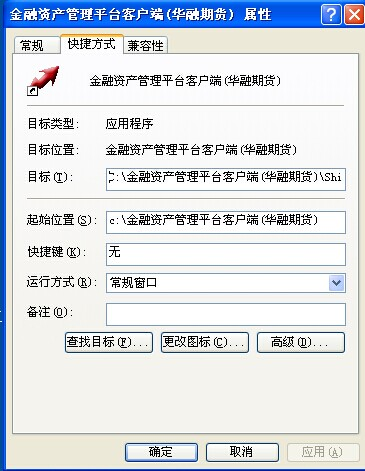 金融资产管理平台客户端(华融期货) 属性
常规 快捷方式 兼容性
金融资产管理平台客户端(华融期货)
目标类型: 应用程序
目标位置: 金融资产管理平台客户端(华融期货)
目标(T): C:\金融资产管理平台客户端(华融期货)\Shi
起始位置(S): c:\金融资产管理平台客户端(华融期货)
快捷键(K): 无
运行方式(R): 常规窗口
备注(O):
查找目标(F)... 更改图标(C)... 高级(D)...
确定 取消 应用(A)